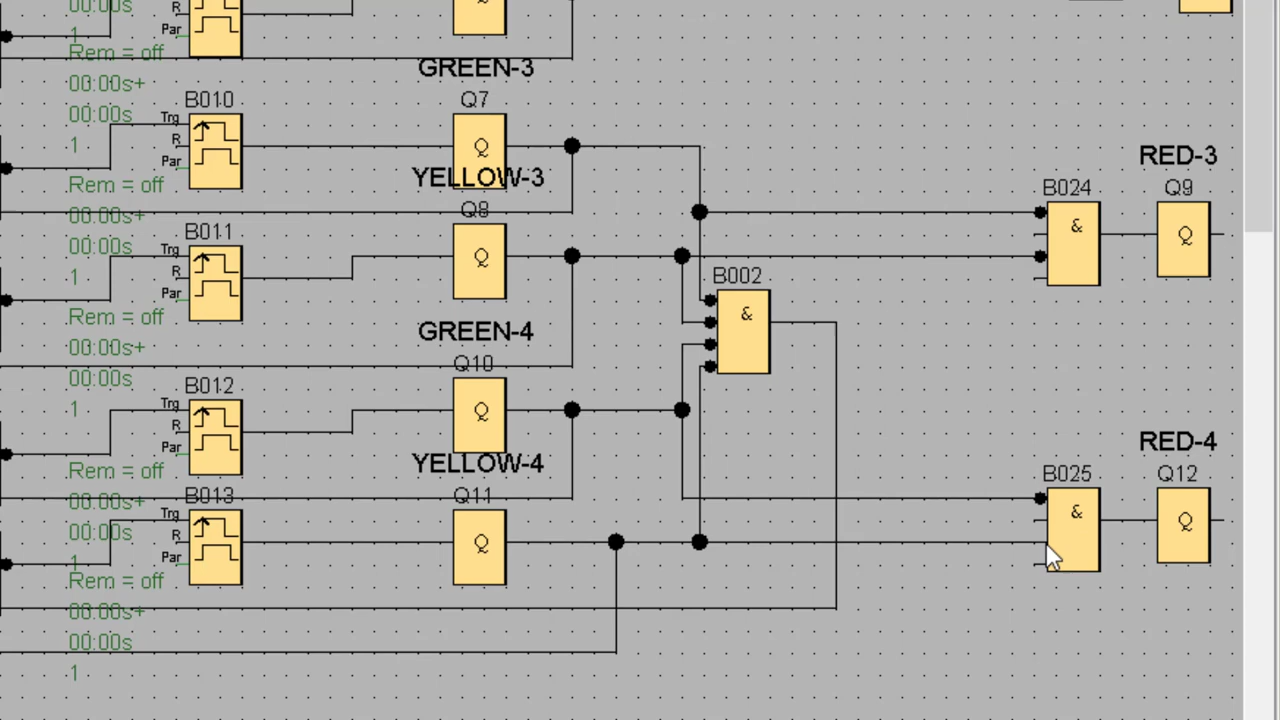 00:00s
R
Q
Par
1
Rem = off
GREEN-3
00:00s+
B010
Q7
00:00s
Trg
R
Q
1
Par
RED-3
YELLOW-3
Rem = off
B024
Q9
Q8
00:00s+
B011
&
Q
00:00s
Trg
R
Q
1
B002
Par
&
Rem = off
GREEN-4
00:00s+
Q10
00:00s
B012
1
Trg
R
Q
Par
RED-4
YELLOW-4
Rem = off
B025
Q12
B013
Q11
00:00s+
Trg
&
Q
00:00s
R
Q
Par
1
Rem = off
00:00s+
00:00s
1